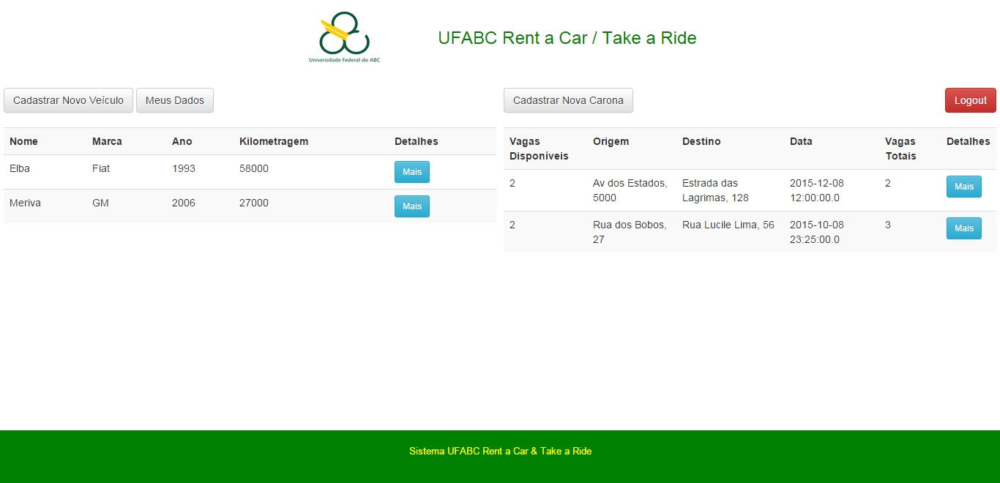 Universidade Federal do ABC
UFABC Rent a Car / Take a Ride
Cadastrar Novo Veículo Meus Dados
Nome Marca Ano Kilometragem Detalhes
Elba Fiat 1993 58000 Mais
Meriva GM 2006 27000 Mais
Cadastrar Nova Carona Logout
Vagas Origem Destino Data Vagas Detalhes
Disponíveis Totais
2 Av dos Estados, Estrada das 2015-12-08 2 Mais
5000 Lagrimas, 128 12:00:00.0
2 Rua dos Bobos, Rua Lucile Lima, 56 2015-10-08 3 Mais
27 23:25:00.0
Sistema UFABC Rent a Car & Take a Ride